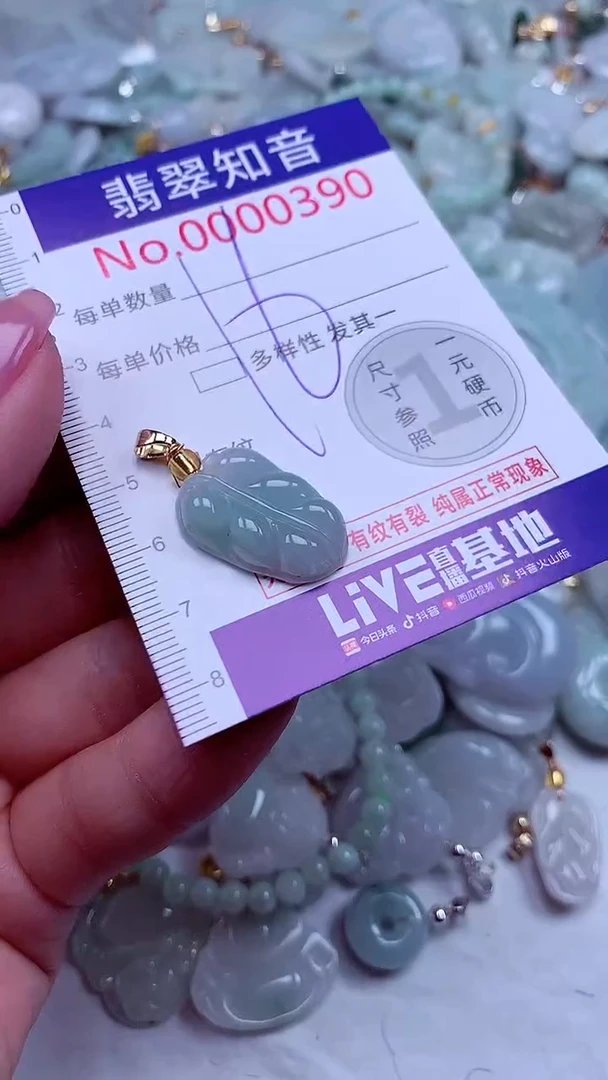 翡翠知音
No.0000390
每单数量
每单价格
多样性 发其一
一元硬币
1
尺寸参照
有纹有裂 纯属正常现象
LiVE直播基地
今日头条 抖音 西瓜视频 抖音火山版
0
1
2
3
4
5
6
7
8